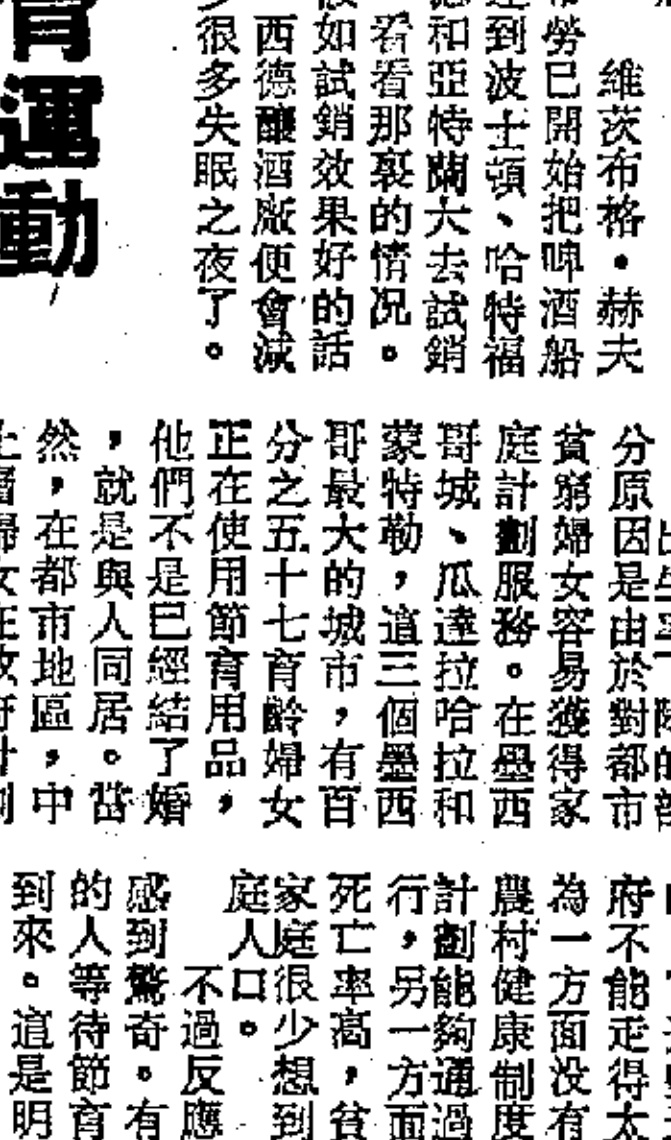 維茨布格·赫夫
勞已開始把啤酒船
到波士頓、哈特福
和亞特蘭大去試銷
看看那裏的情况。
如試銷效果好的話
西德釀酒廠便會減
很多失眠之夜了。
育運動
分原因是由於對都市
貧窮婦女容易獲得家
庭計劃服務。在墨西
哥城、瓜達拉哈拉和
蒙特勒,這三個墨西
哥最大的城市,有百
分之五十七育齡婦女
正在使用節育用品,
他們不是已經結了婚
,就是與人同居。當
然,在都市地區,中
府不能走得太
為一方面没有
農村健康制度
計劃能夠通過
行,另一方面
死亡率高,貧
家庭很少想到
庭人口。
不過反應
感到驚奇。有
的人等待節育
到來。這是明